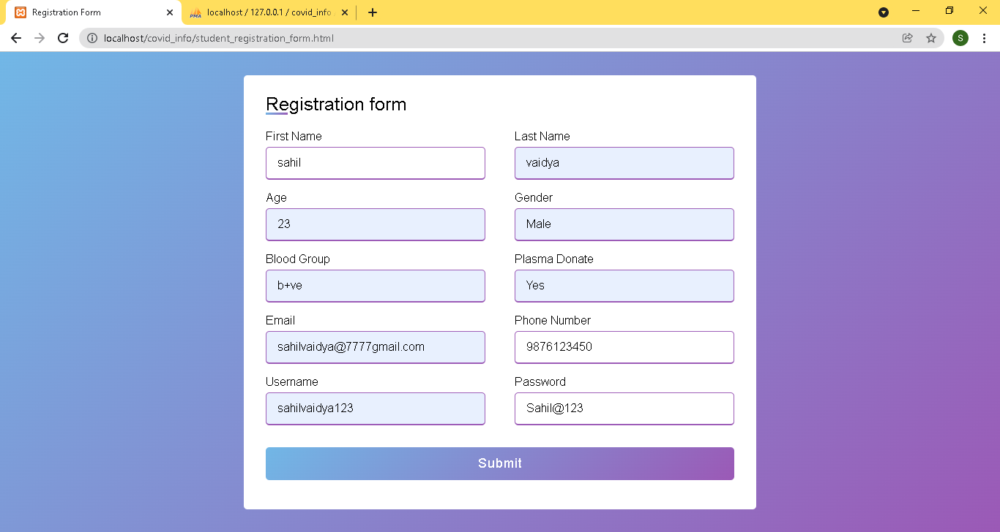 Registration Form
localhost / 127.0.0.1 / covid_info
localhost/covid_info/student_registration_form.html
S
Registration form
First Name
Last Name
sahil
vaidya
Age
Gender
23
Male
Blood Group
Plasma Donate
b+ve
Yes
Email
Phone Number
sahilvaidya@7777gmail.com
9876123450
Username
Password
sahilvaidya123
Sahil@123
Submit